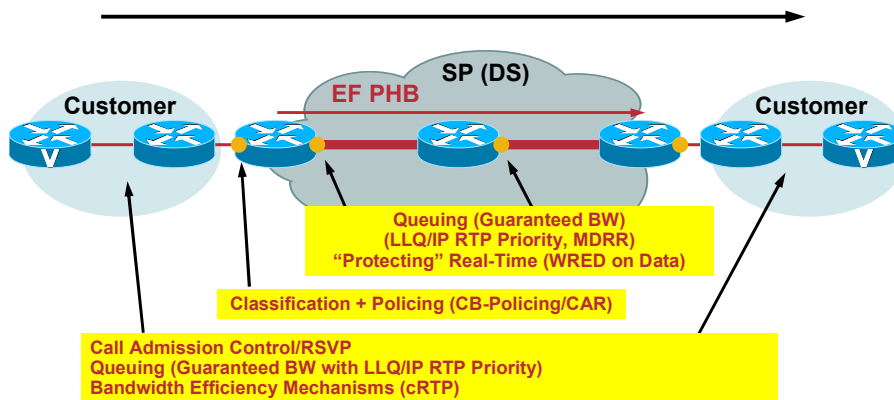 SP (DS)
EF PHB
Customer
Customer
V
V
Queuing (Guaranteed BW)
(LLQ/IP RTP Priority, MDRR)
“Protecting” Real-Time (WRED on Data)
Classification + Policing (CB-Policing/CAR)
Call Admission Control/RSVP
Queuing (Guaranteed BW with LLQ/IP RTP Priority)
Bandwidth Efficiency Mechanisms (cRTP)